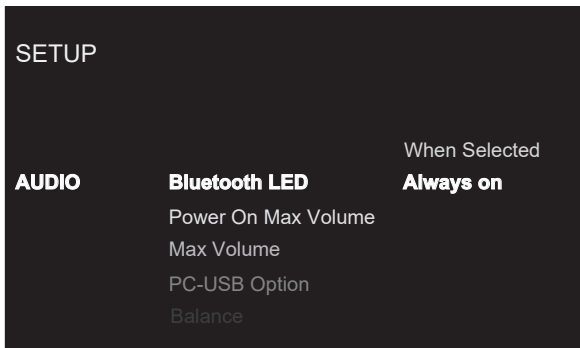 SETUP
When Selected
AUDIO Bluetooth LED Always on
Power On Max Volume
Max Volume
PC-USB Option
Balance